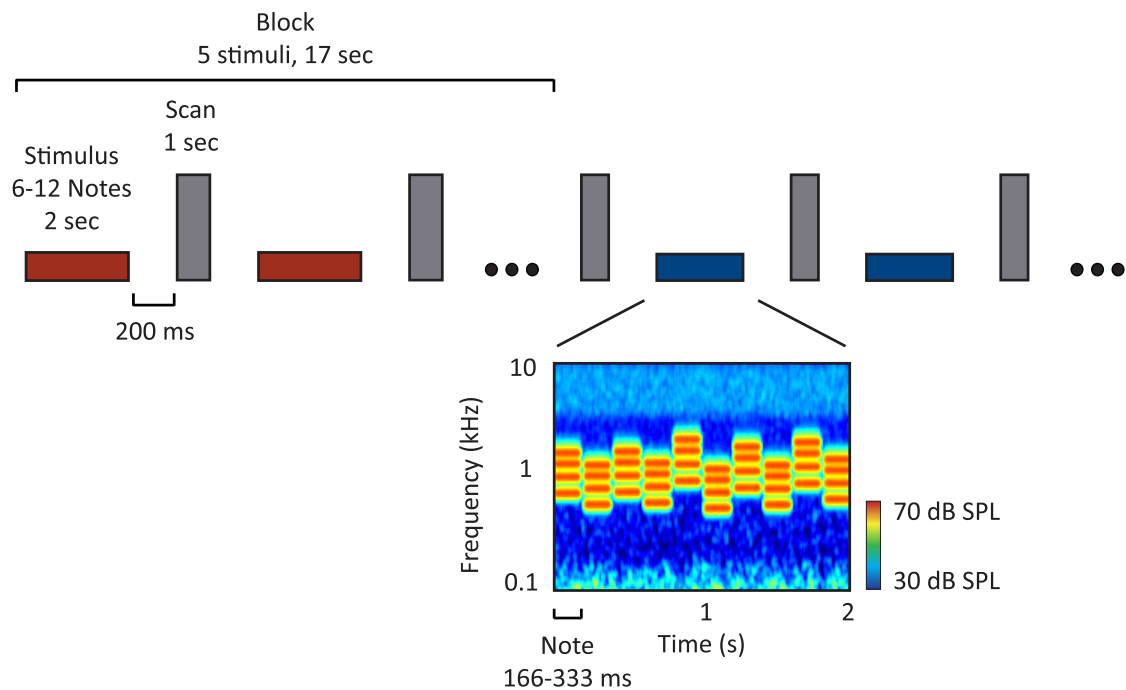 Block
5 stimuli, 17 sec
Scan
1 sec
Stimulus
6-12 Notes
2 sec
200 ms
10
1
0.1
Frequency (kHz)
70 dB SPL
30 dB SPL
1
2
Time (s)
Note
166-333 ms